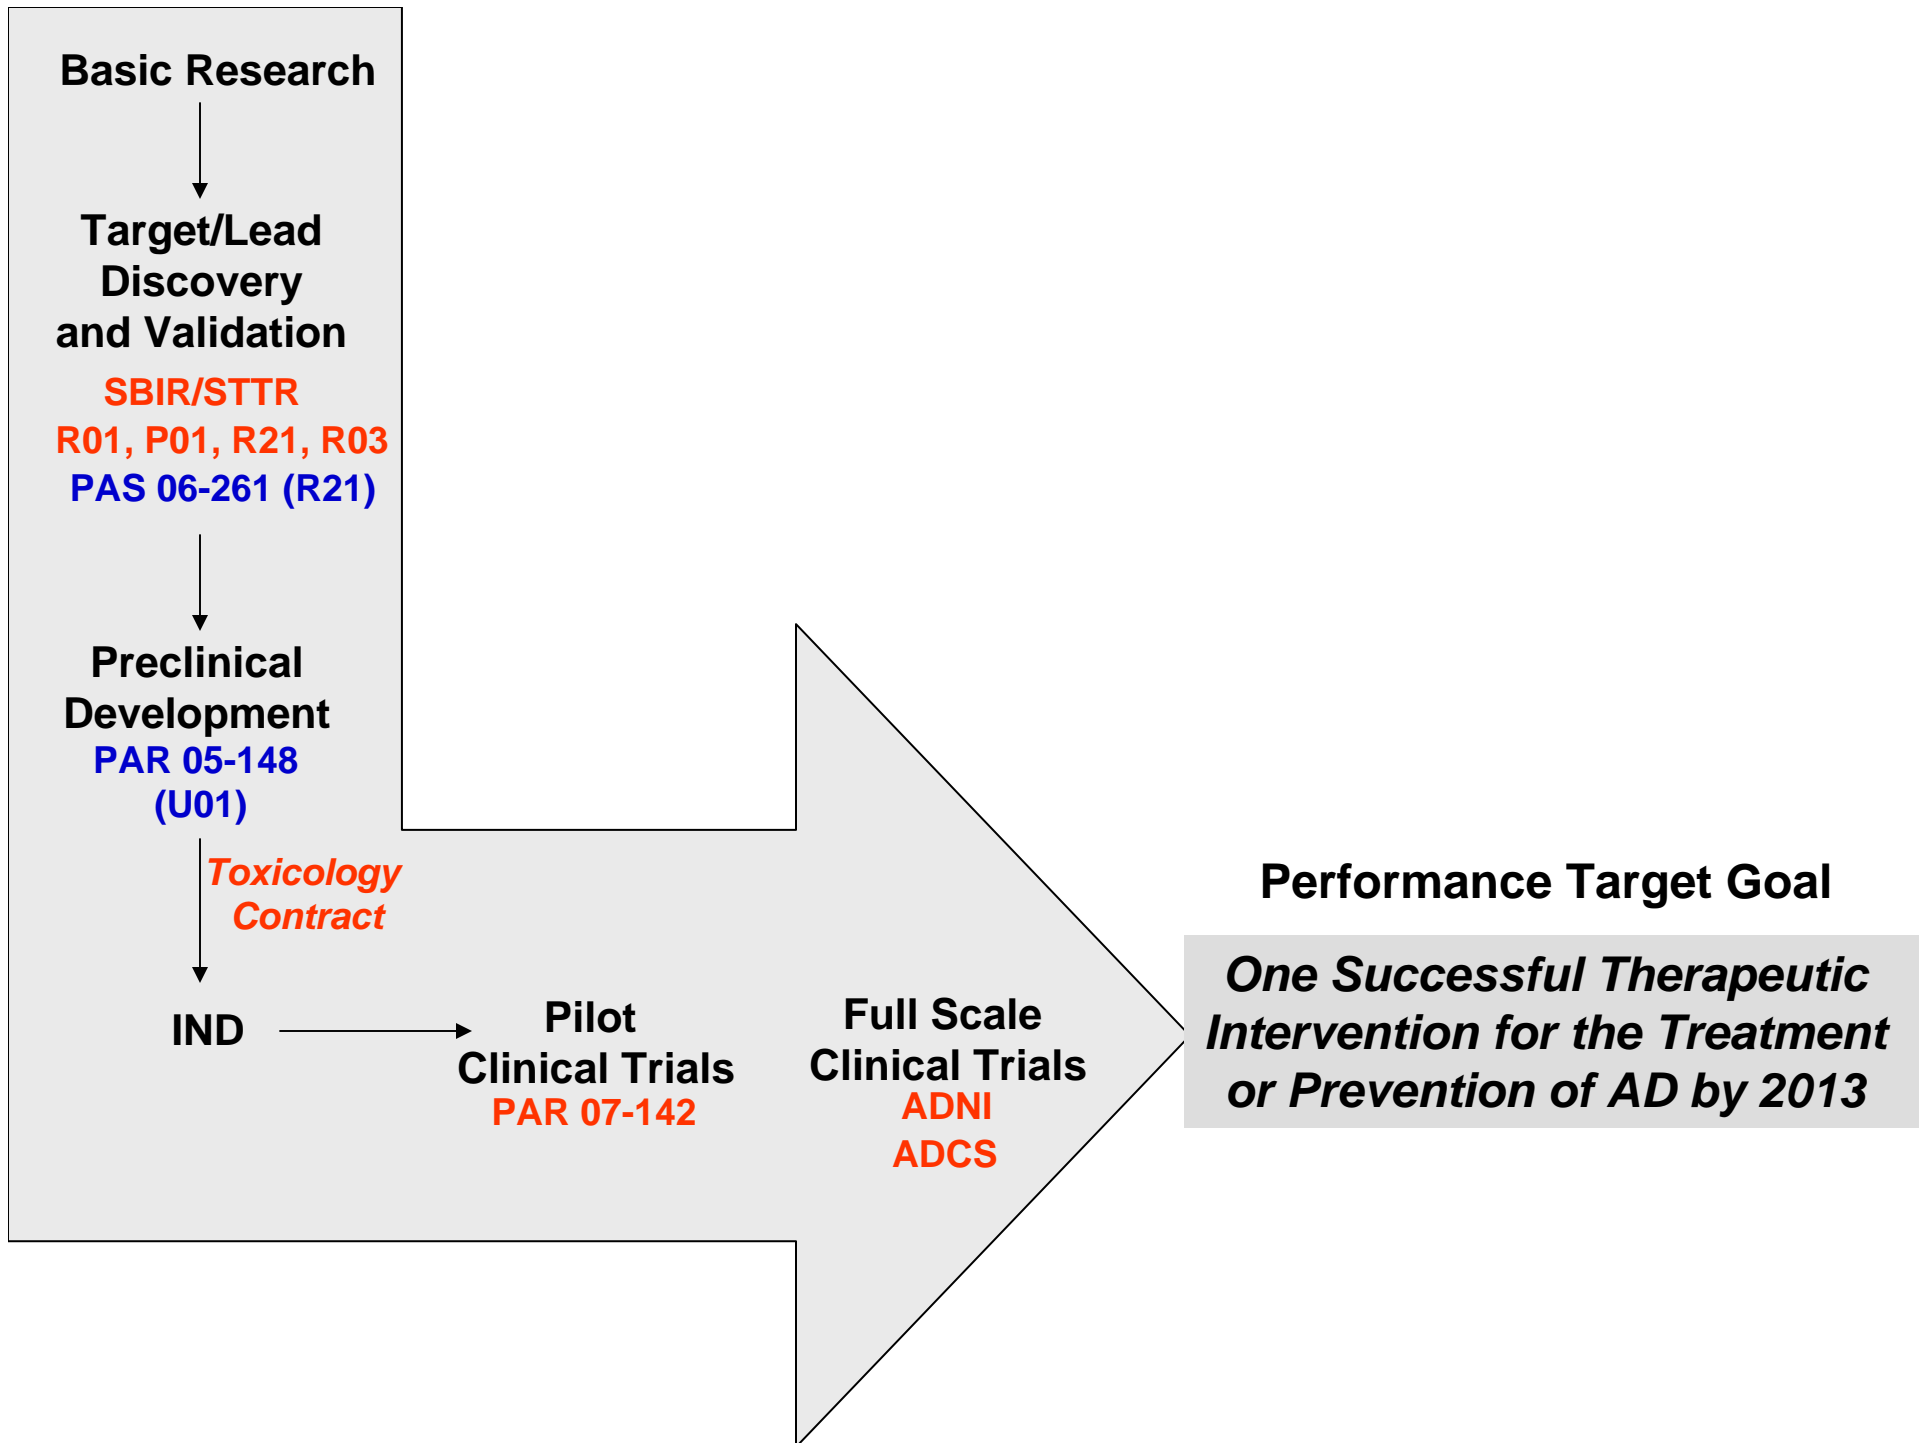 Basic Research
Target/Lead
Discovery
and Validation
SBIR/STTR
R01, P01, R21, R03
PAS 06-261 (R21)
Preclinical
Development
PAR 05-148
(U01)
Toxicology
Contract
IND
Pilot
Clinical Trials
PAR 07-142
Full Scale
Clinical Trials
ADNI
ADCS
Performance Target Goal
One Successful Therapeutic
Intervention for the Treatment
or Prevention of AD by 2013